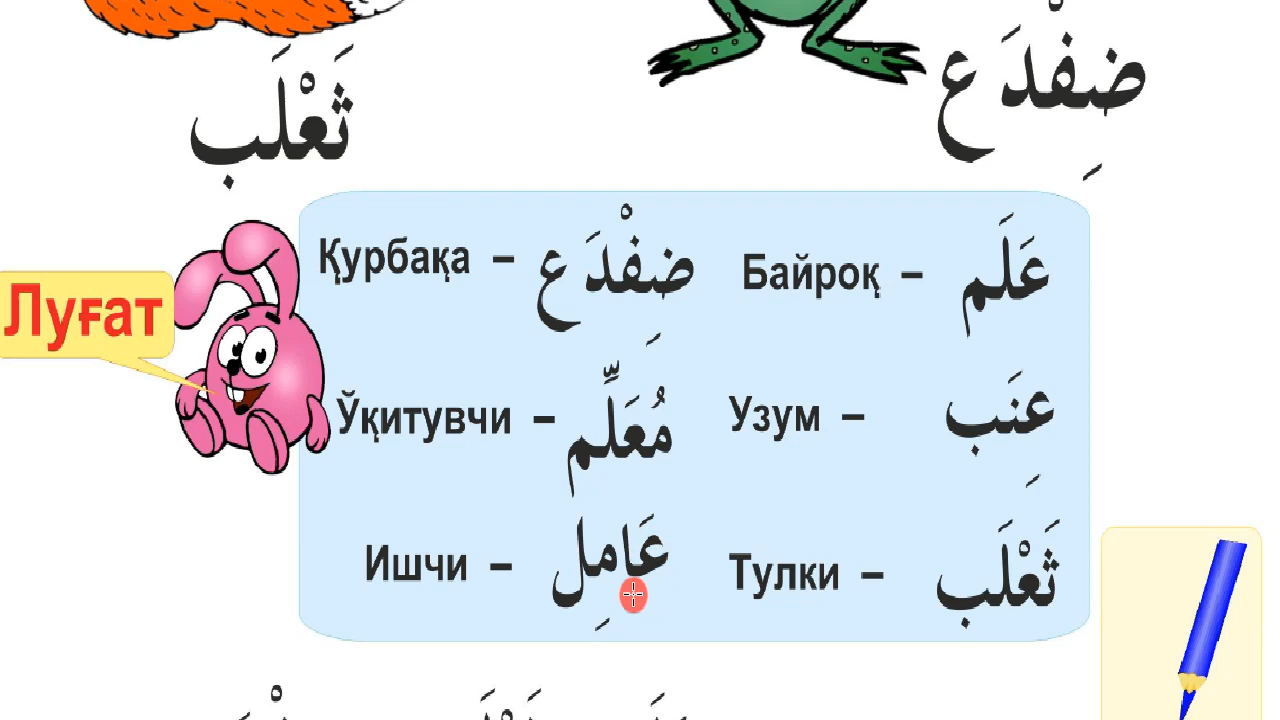 ضِفْدَع
ثَعْلَب
Луғат
عَلَم – Байроқ
ضِفْدَع – Қурбақа
عِنَب – Узум
مُعَلِّم – Ўқитувчи
ثَعْلَب – Тулки
عَامِل – Ишчи